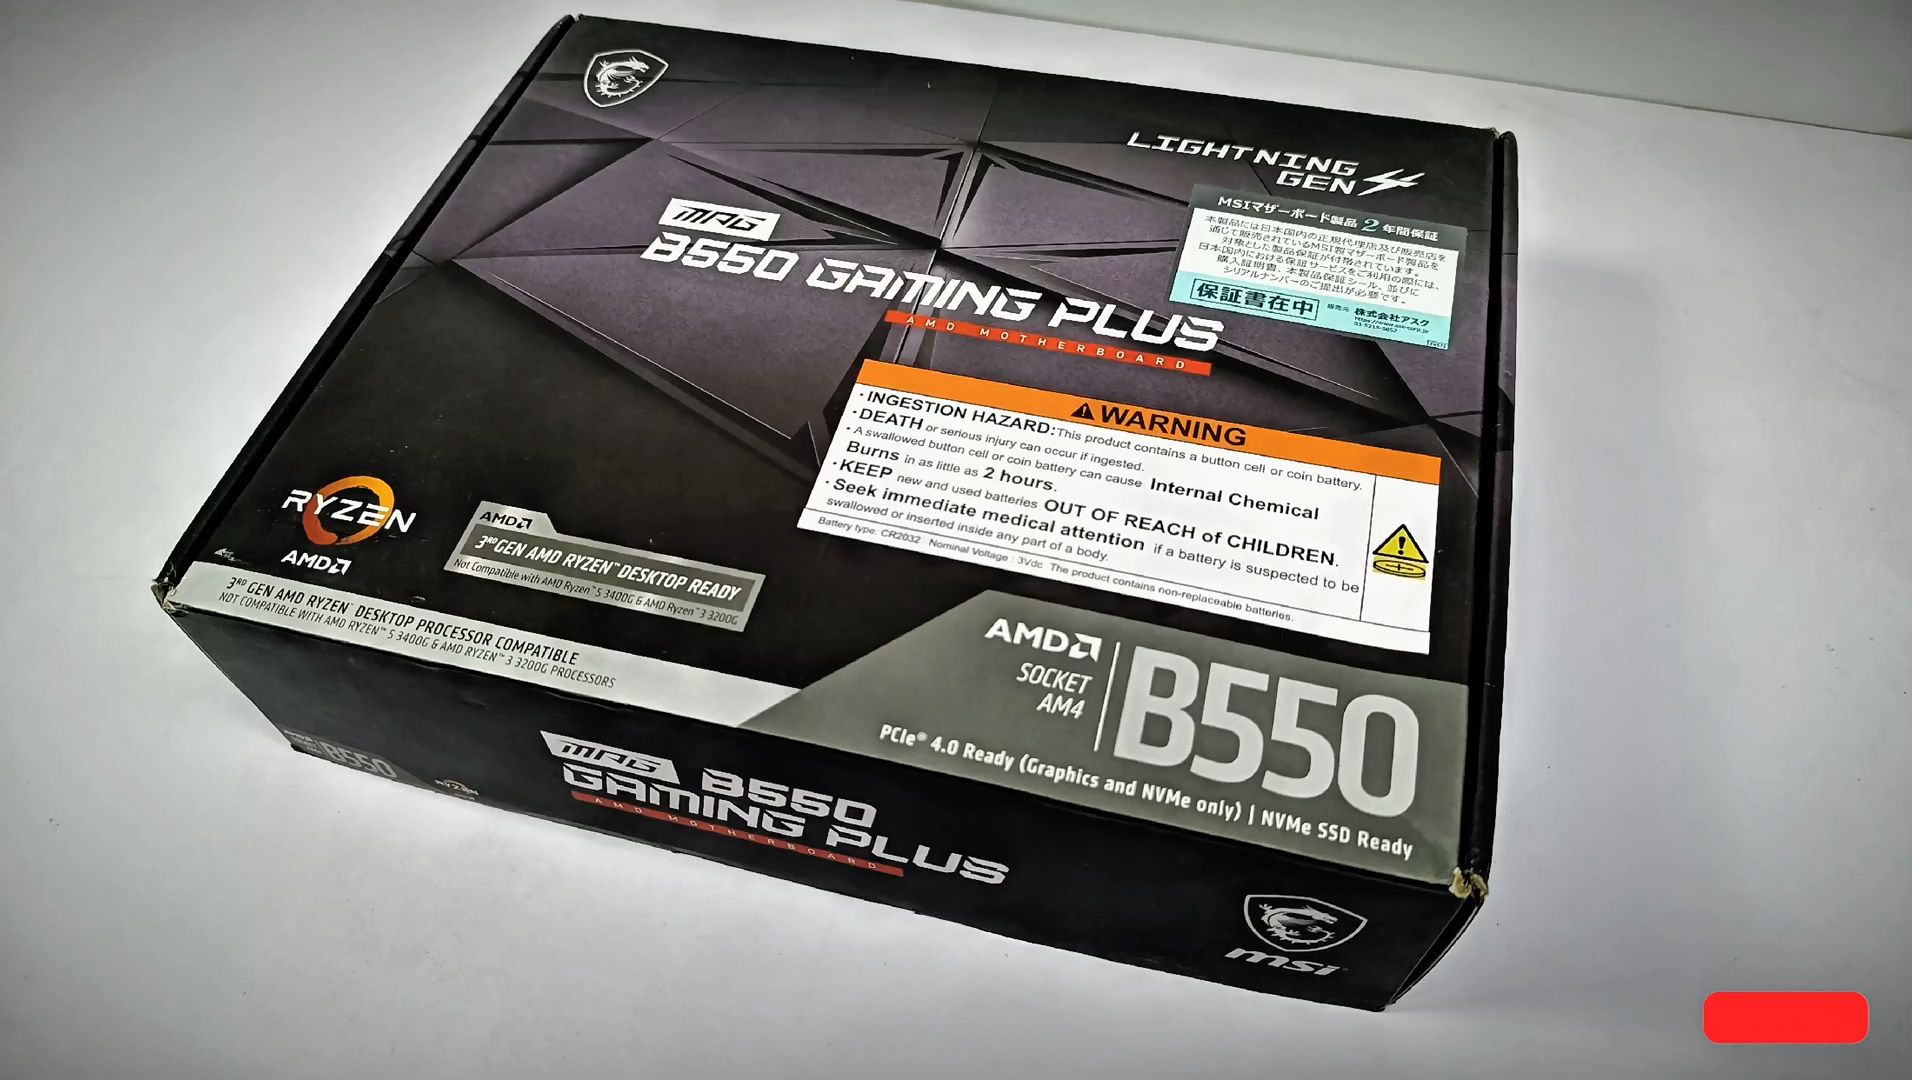 LIGHTNING
GEN
MSIマザーボード製品 2 年間保証
本製品には日本国内の正規代理店及び販売店を
通じて販売されているMSI製マザーボード製品を
対象とした製品保証が付帯されています。
日本国内における保証サービスをご利用の際には、
購入証明書、本製品保証シール、並びに
シリアルナンバーのご提出が必要です。
保証書在中
販売元 株式会社アスク
MPG
B550 GAMING PLUS
AMD MOTHERBOARD
WARNING
・INGESTION HAZARD:This product contains a button cell or coin battery.
・DEATH or serious injury can occur if ingested.
・A swallowed button cell or coin battery can cause Internal Chemical
Burns in as little as 2 hours.
・KEEP new and used batteries OUT OF REACH of CHILDREN.
・Seek immediate medical attention if a battery is suspected to be
swallowed or inserted inside any part of a body.
Battery type: CR2032 Nominal Voltage : 3Vdc The product contains non-replaceable batteries.
RYZEN
AMD
AMD
3RD GEN AMD RYZEN™ DESKTOP READY
Not Compatible with AMD Ryzen™ 5 3400G & AMD Ryzen™ 3 3200G
3RD GEN AMD RYZEN™ DESKTOP PROCESSOR COMPATIBLE
NOT COMPATIBLE WITH AMD RYZEN™ 5 3400G & AMD RYZEN™ 3 3200G PROCESSORS
AMD
SOCKET
AM4
B550
PCIe® 4.0 Ready (Graphics and NVMe only) | NVMe SSD Ready
B550
RYZEN
MPG B550
GAMING PLUS
AMD MOTHERBOARD
msi